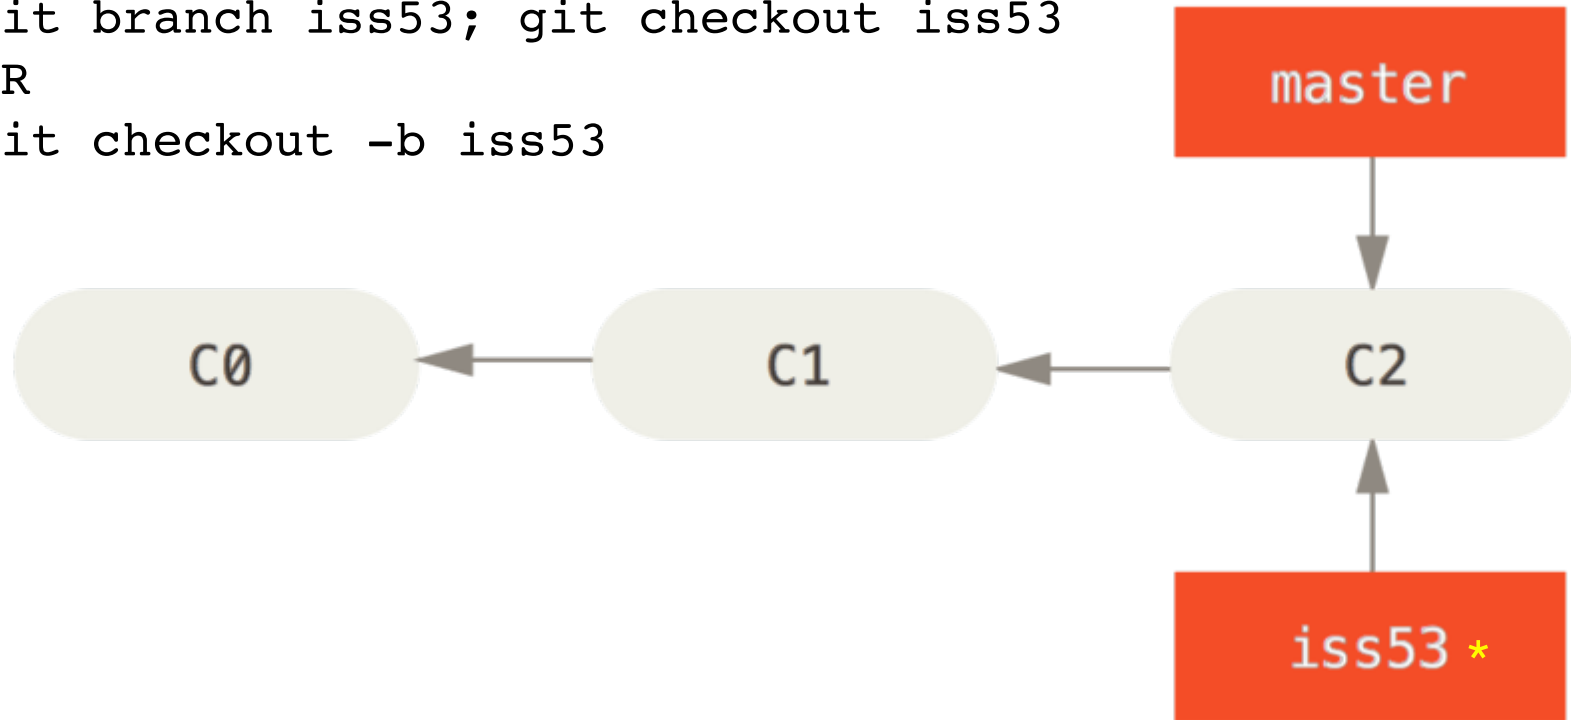 it branch iss53; git checkout iss53
R
it checkout -b iss53
master
C0 C1 C2
iss53 *